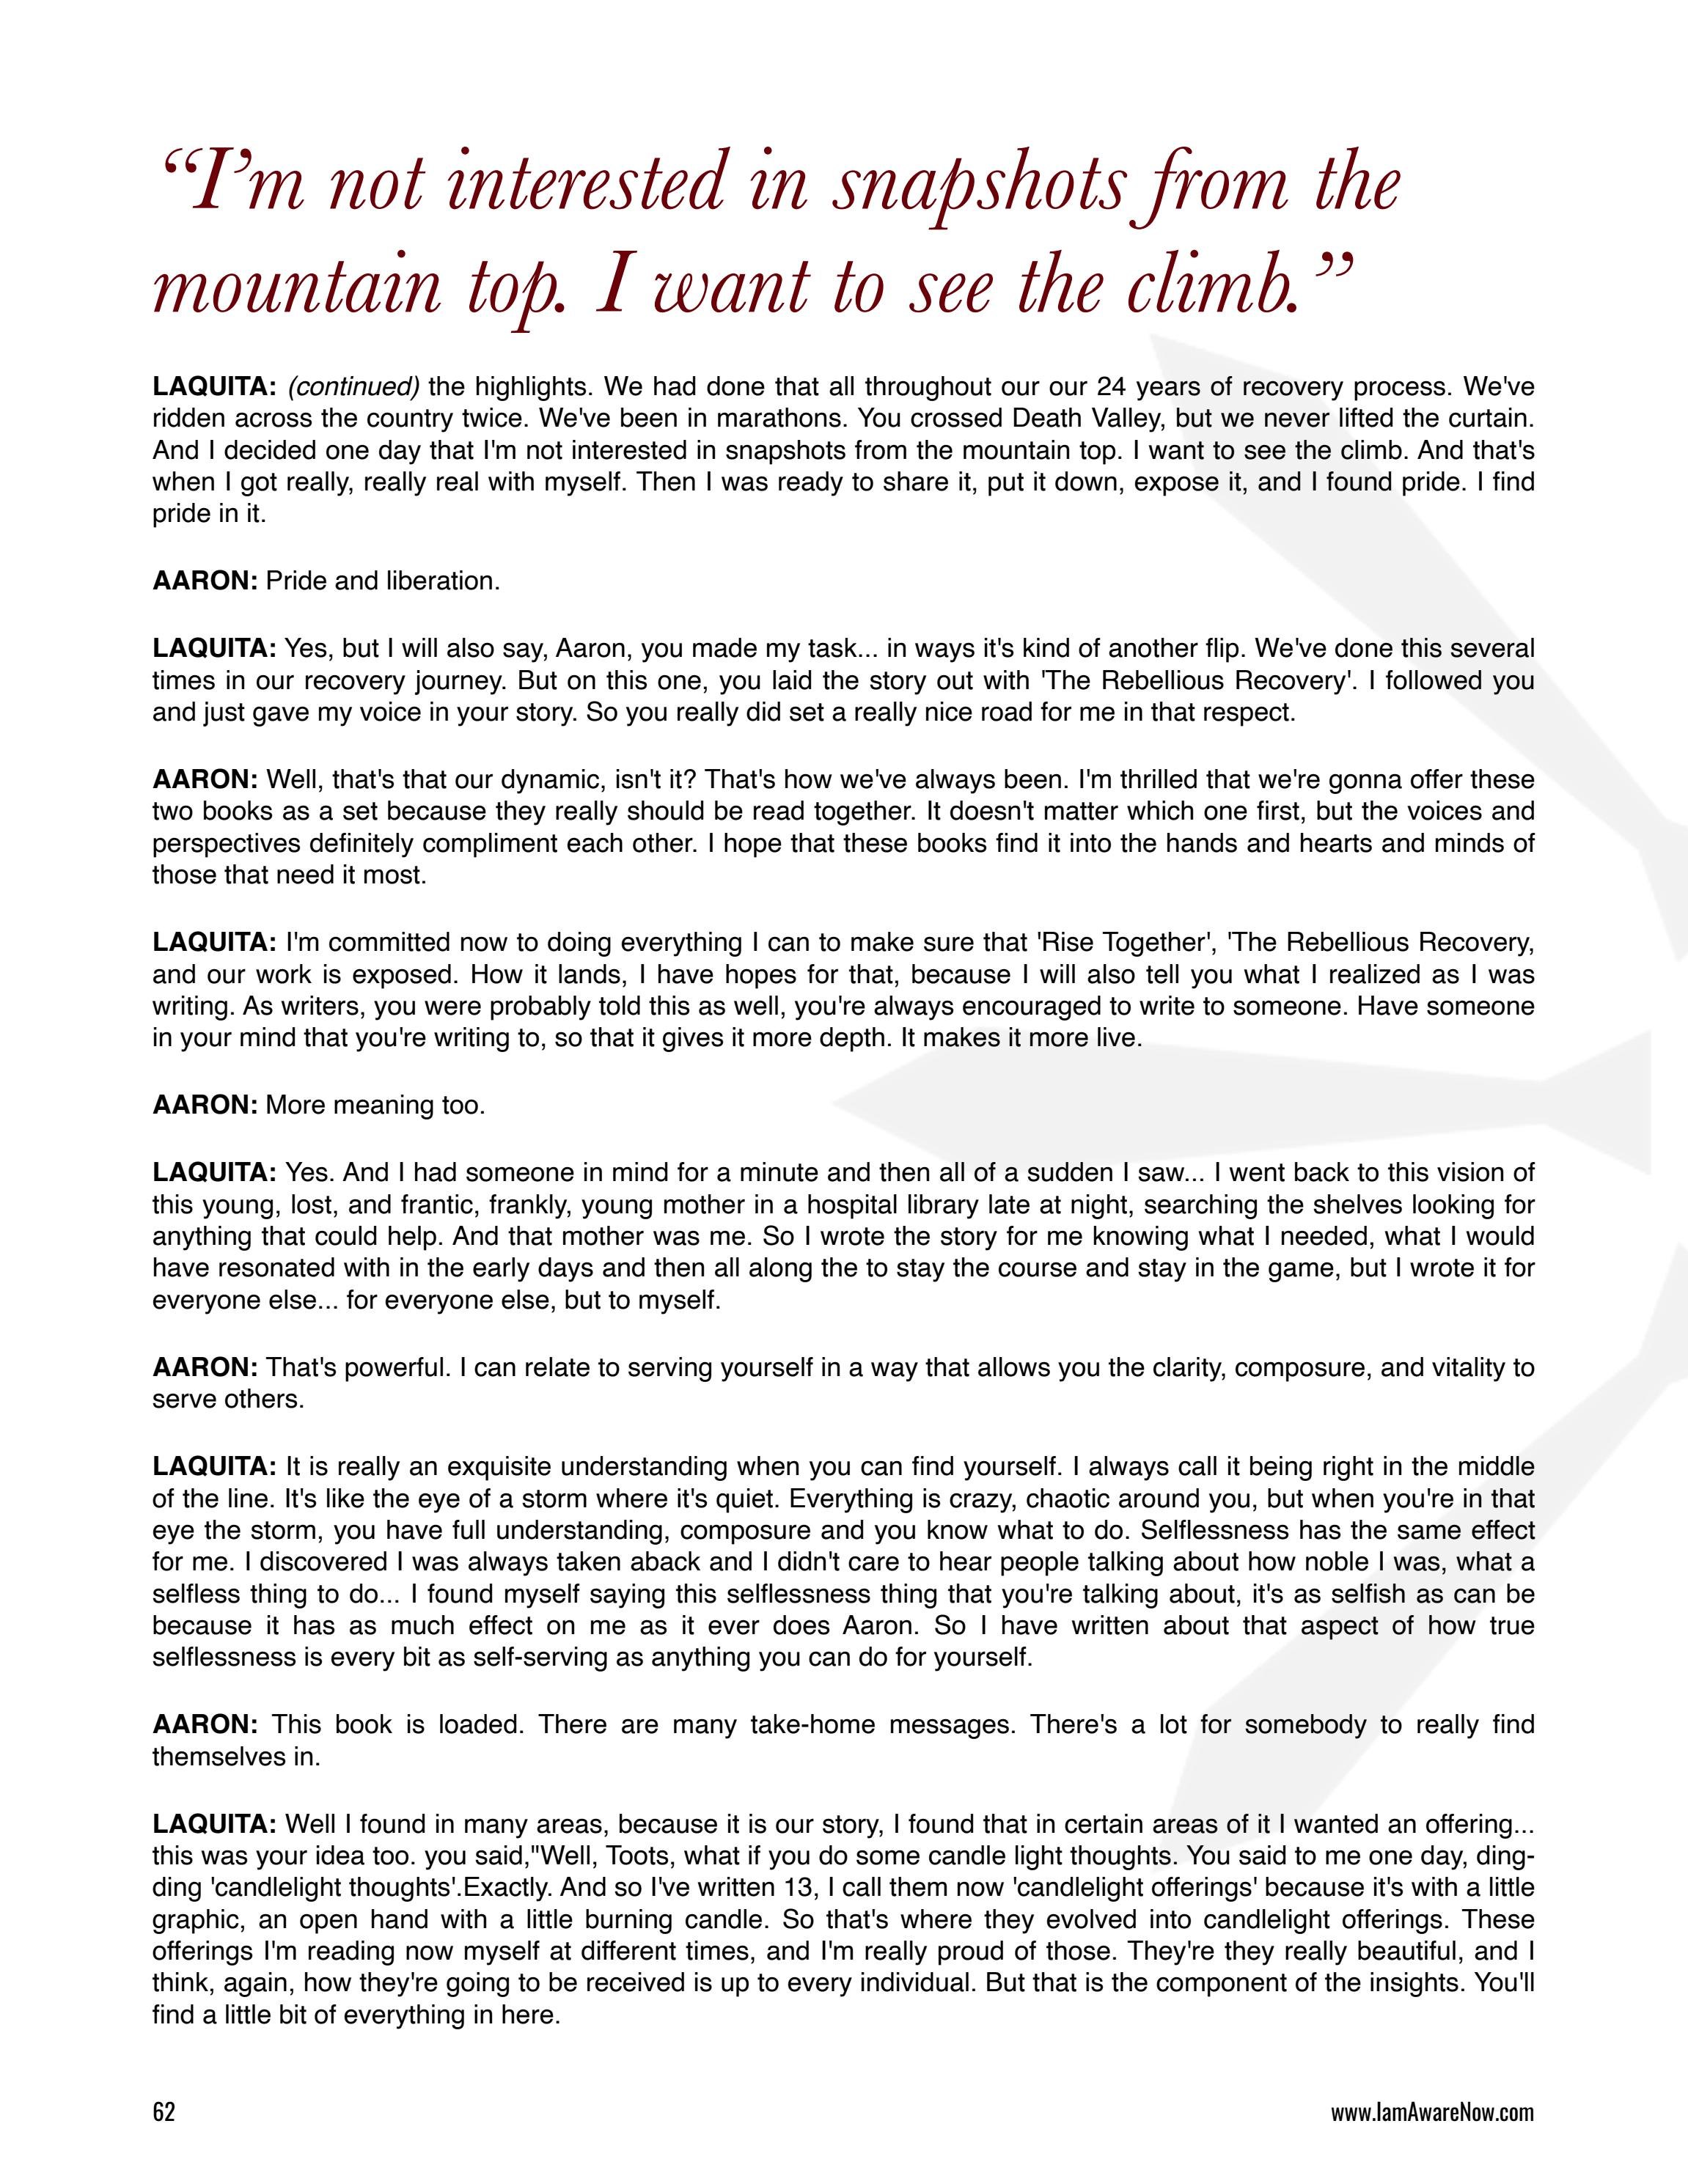 “I’m not interested in snapshots from the
mountain top. I want to see the climb.”
LAQUITA: (continued) the highlights. We had done that all throughout our our 24 years of recovery process. We've
ridden across the country twice. We've been in marathons. You crossed Death Valley, but we never lifted the curtain.
And I decided one day that I'm not interested in snapshots from the mountain top. I want to see the climb. And that's
when I got really, really real with myself. Then I was ready to share it, put it down, expose it, and I found pride. I find
pride in it.
AARON: Pride and liberation.
LAQUITA: Yes, but I will also say, Aaron, you made my task... in ways it's kind of another flip. We've done this several
times in our recovery journey. But on this one, you laid the story out with 'The Rebellious Recovery'. I followed you
and just gave my voice in your story. So you really did set a really nice road for me in that respect.
AARON: Well, that's that our dynamic, isn't it? That's how we've always been. I'm thrilled that we're gonna offer these
two books as a set because they really should be read together. It doesn't matter which one first, but the voices and
perspectives definitely compliment each other. I hope that these books find it into the hands and hearts and minds of
those that need it most.
LAQUITA: I'm committed now to doing everything I can to make sure that 'Rise Together', 'The Rebellious Recovery,
and our work is exposed. How it lands, I have hopes for that, because I will also tell you what I realized as I was
writing. As writers, you were probably told this as well, you're always encouraged to write to someone. Have someone
in your mind that you're writing to, so that it gives it more depth. It makes it more live.
AARON: More meaning too.
LAQUITA: Yes. And I had someone in mind for a minute and then all of a sudden I saw... I went back to this vision of
this young, lost, and frantic, frankly, young mother in a hospital library late at night, searching the shelves looking for
anything that could help. And that mother was me. So I wrote the story for me knowing what I needed, what I would
have resonated with in the early days and then all along the to stay the course and stay in the game, but I wrote it for
everyone else... for everyone else, but to myself.
AARON: That's powerful. I can relate to serving yourself in a way that allows you the clarity, composure, and vitality to
serve others.
LAQUITA: It is really an exquisite understanding when you can find yourself. I always call it being right in the middle
of the line. It's like the eye of a storm where it's quiet. Everything is crazy, chaotic around you, but when you're in that
eye the storm, you have full understanding, composure and you know what to do. Selflessness has the same effect
for me. I discovered I was always taken aback and I didn't care to hear people talking about how noble I was, what a
selfless thing to do... I found myself saying this selflessness thing that you're talking about, it's as selfish as can be
because it has as much effect on me as it ever does Aaron. So I have written about that aspect of how true
selflessness is every bit as self-serving as anything you can do for yourself.
AARON: This book is loaded. There are many take-home messages. There's a lot for somebody to really find
themselves in.
LAQUITA: Well I found in many areas, because it is our story, I found that in certain areas of it I wanted an offering...
this was your idea too. you said,"Well, Toots, what if you do some candle light thoughts. You said to me one day, ding-
ding 'candlelight thoughts'.Exactly. And so I've written 13, I call them now 'candlelight offerings' because it's with a little
graphic, an open hand with a little burning candle. So that's where they evolved into candlelight offerings. These
offerings I'm reading now myself at different times, and I'm really proud of those. They're they really beautiful, and I
think, again, how they're going to be received is up to every individual. But that is the component of the insights. You'll
find a little bit of everything in here.
62
www.IamAwareNow.com